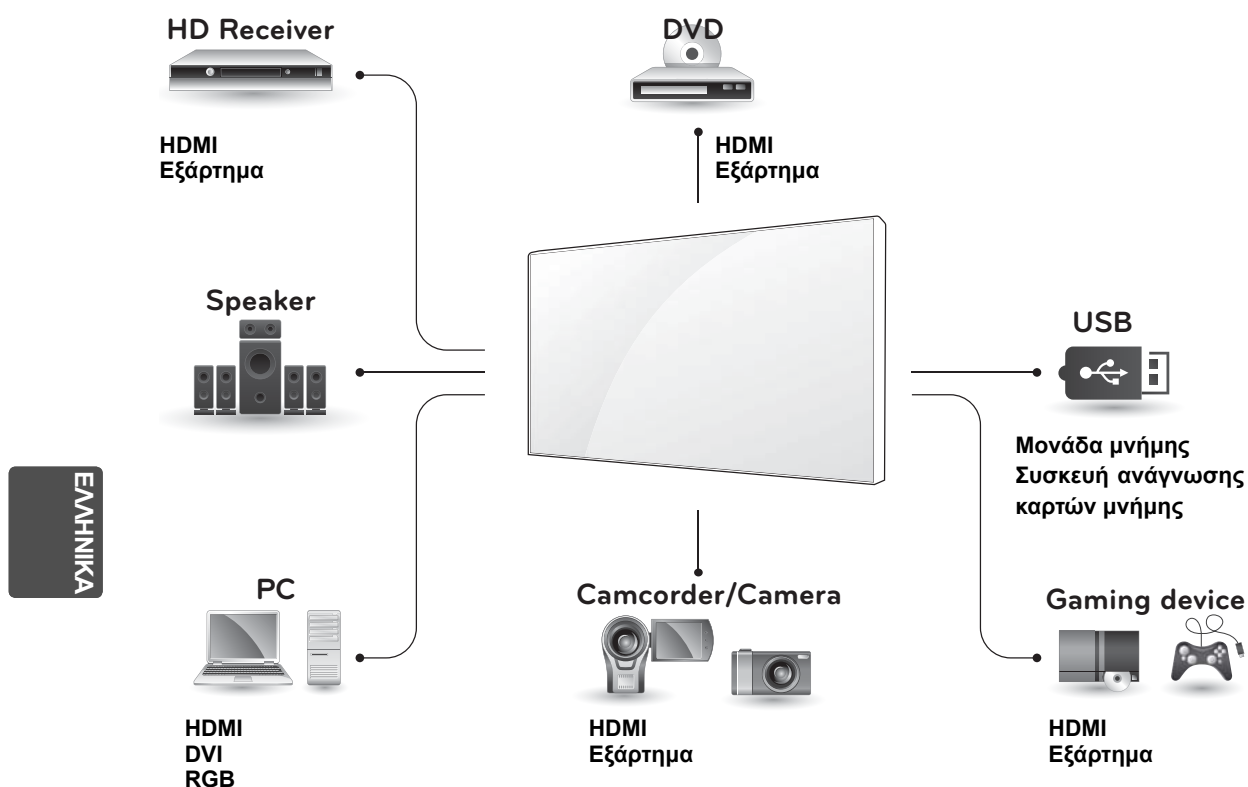 HD Receiver
HDMI
Εξάρτημα
DVD
HDMI
Εξάρτημα
Speaker
USB
Μονάδα μνήμης
Συσκευή ανάγνωσης
καρτών μνήμης
ΕΛΛΗΝΙΚΑ
PC
HDMI
DVI
RGB
Camcorder/Camera
HDMI
Εξάρτημα
Gaming device
HDMI
Εξάρτημα